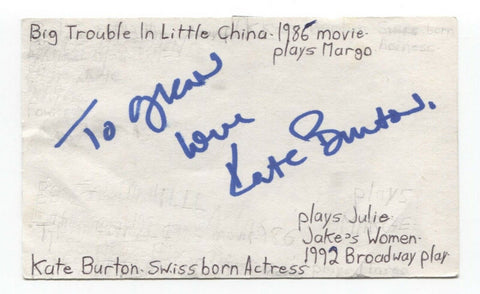 Big Trouble In Little China-1986 movie-
plays Margo
To
love
Kate Burton.
plays Julie
Jake's Women-
1992 Broadway play
Kate Burton-Swiss born Actress